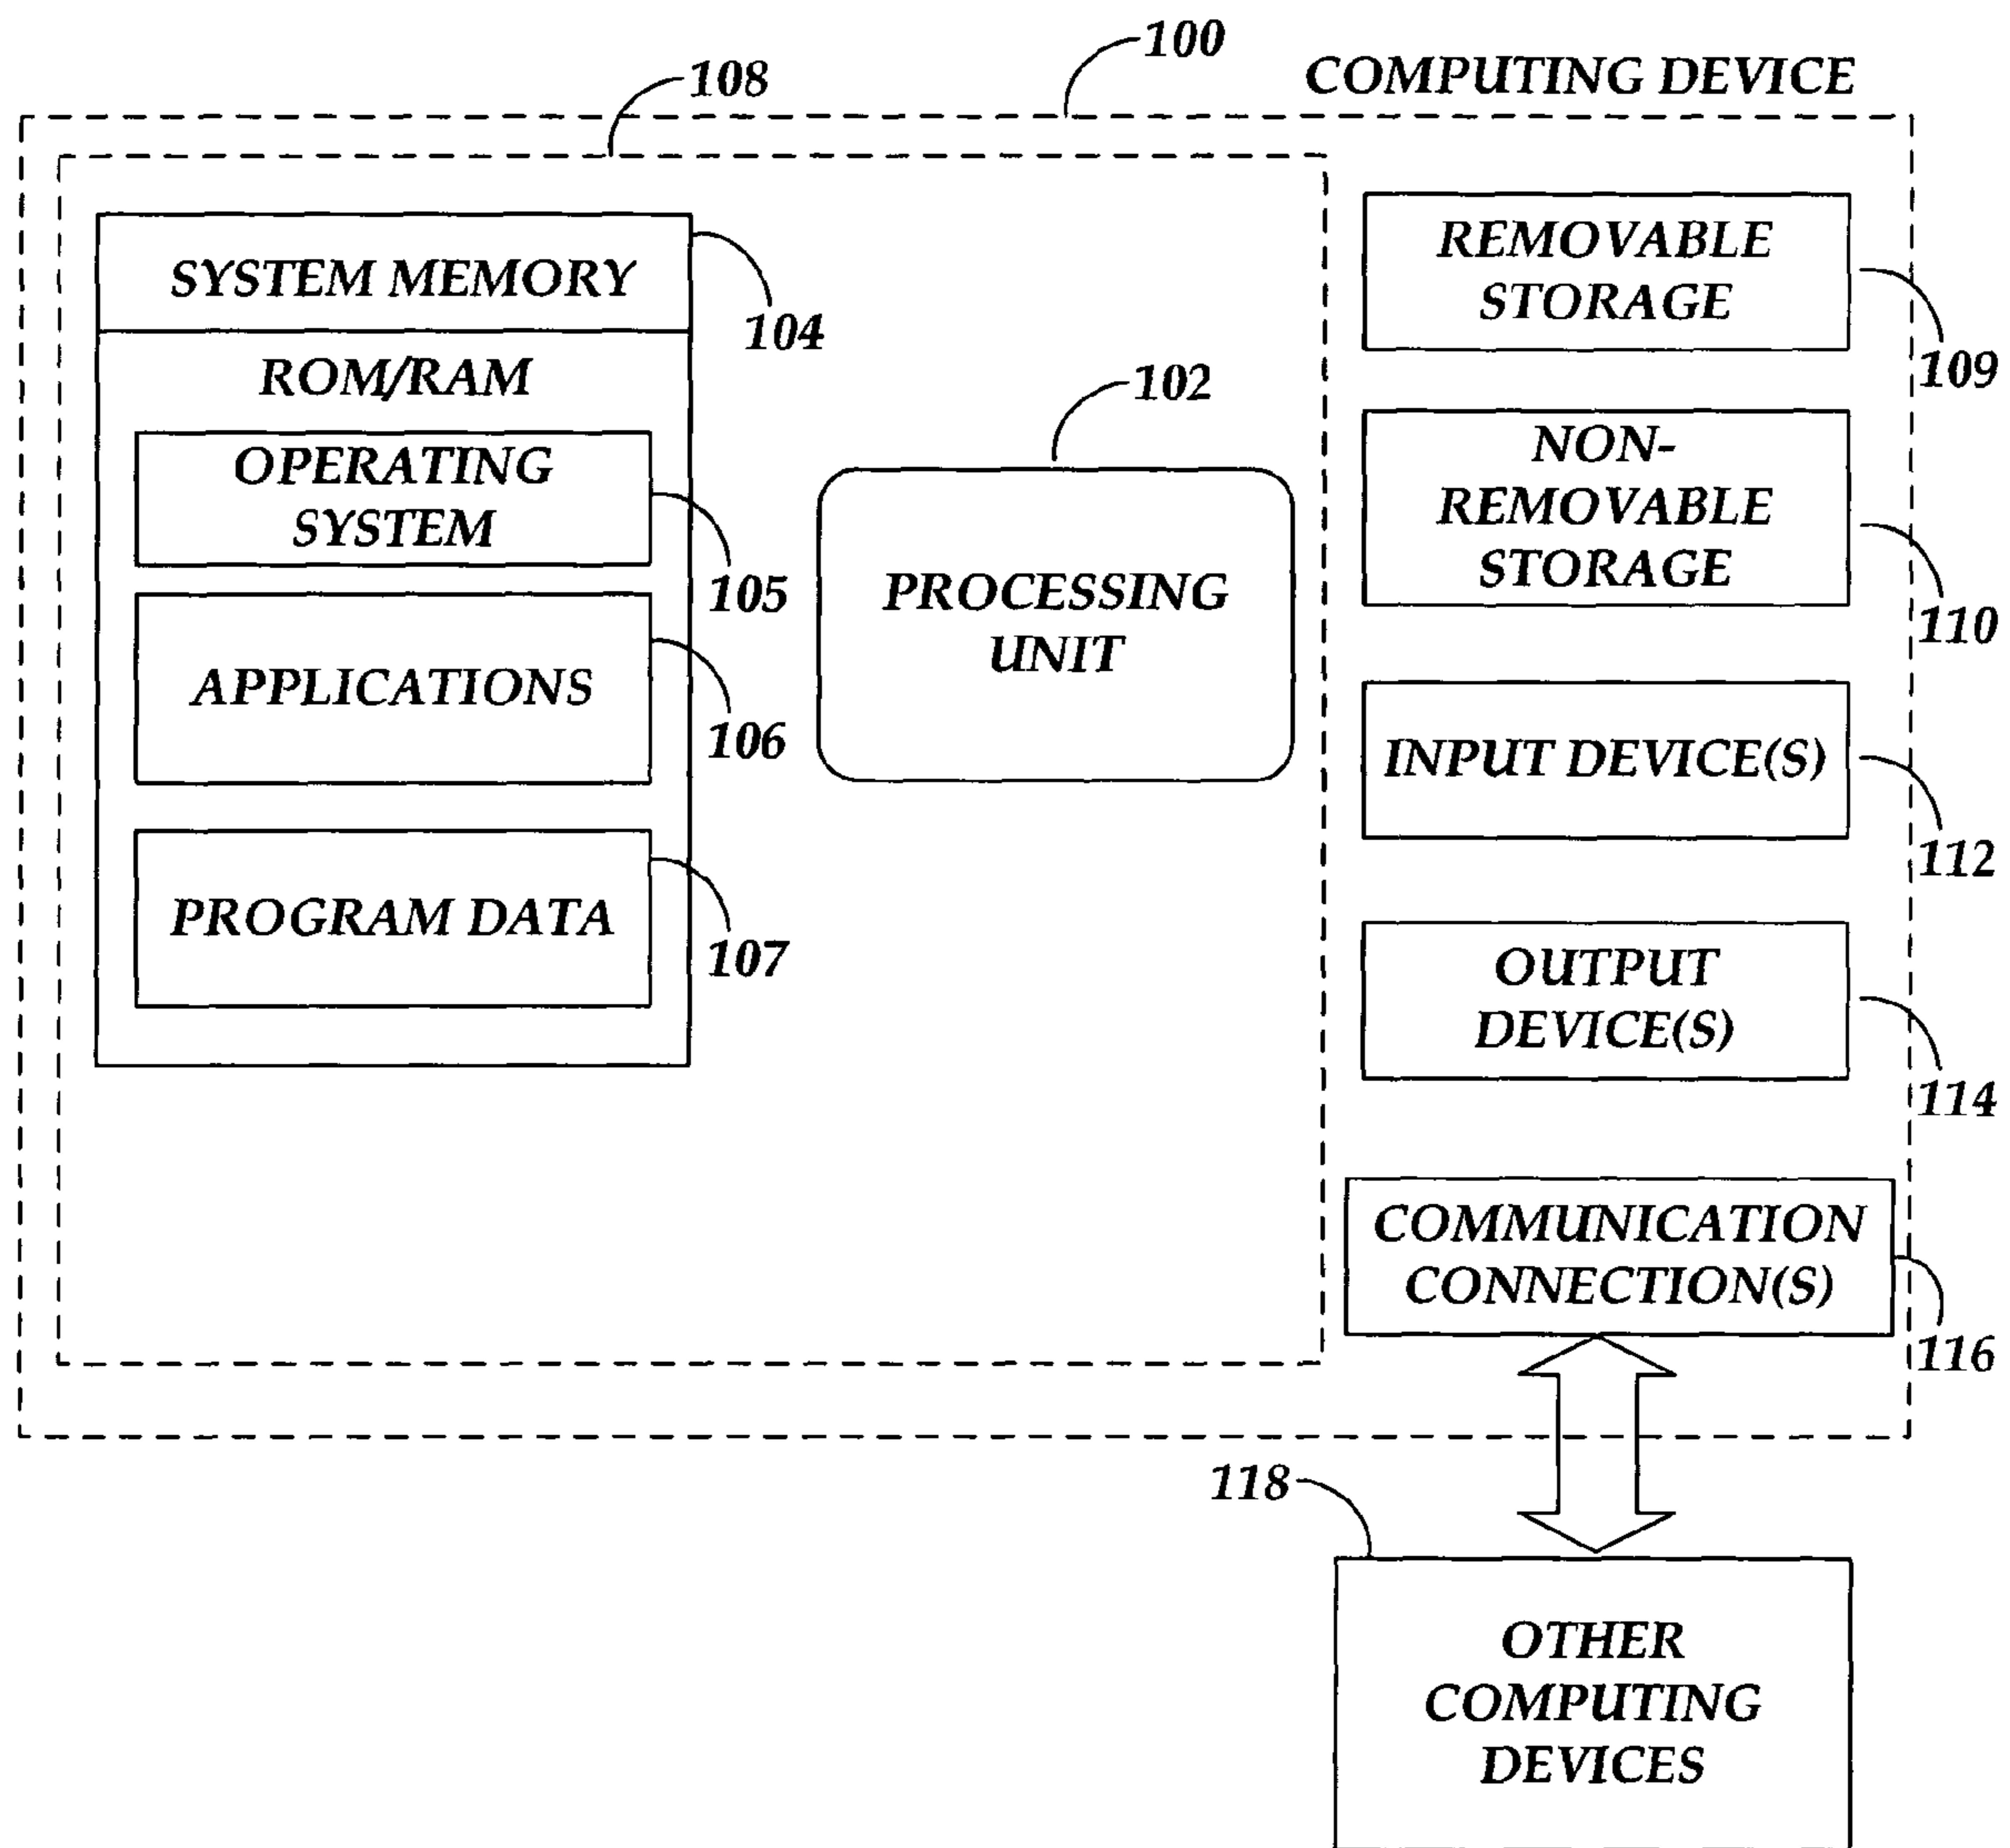 100
COMPUTING DEVICE
108
SYSTEM MEMORY
104
ROM/RAM
OPERATING
SYSTEM
105
APPLICATIONS
106
PROGRAM DATA
107
102
PROCESSING
UNIT
REMOVABLE
STORAGE
109
NON-
REMOVABLE
STORAGE
110
INPUT DEVICE(S)
112
OUTPUT
DEVICE(S)
114
COMMUNICATION
CONNECTION(S)
116
118
OTHER
COMPUTING
DEVICES